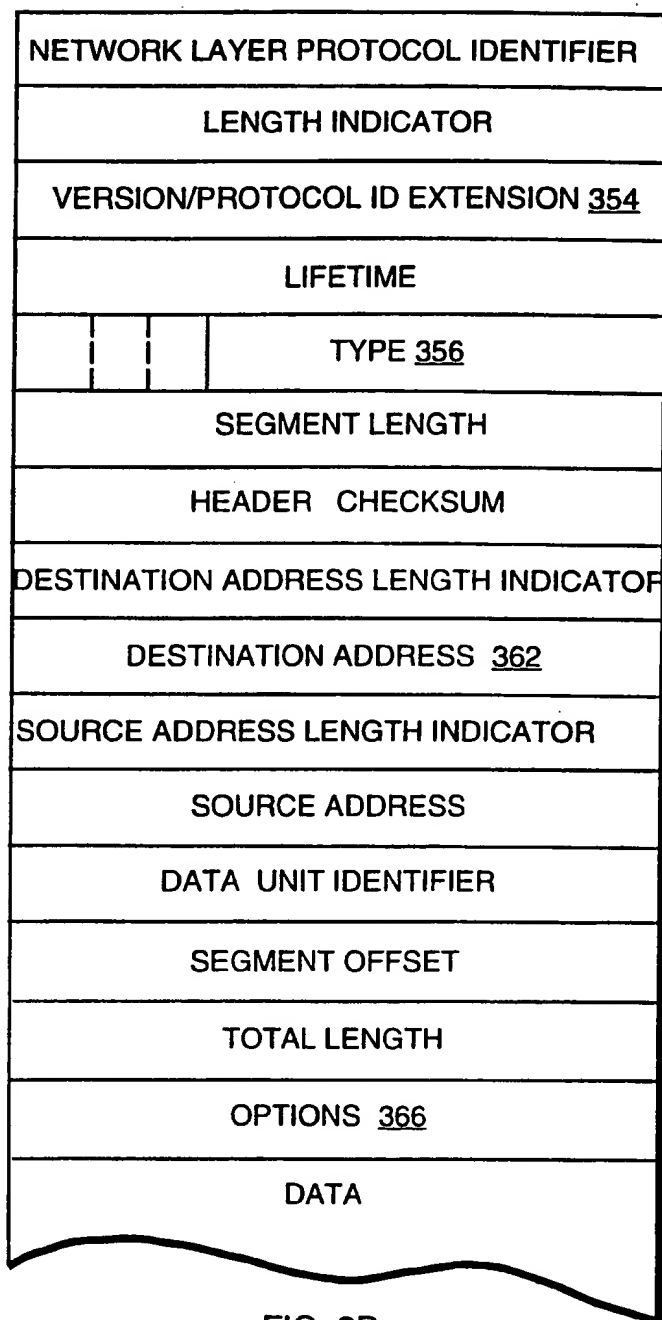 NETWORK LAYER PROTOCOL IDENTIFIER
LENGTH INDICATOR
VERSION/PROTOCOL ID EXTENSION 354
LIFETIME
TYPE 356
SEGMENT LENGTH
HEADER CHECKSUM
DESTINATION ADDRESS LENGTH INDICATOR
DESTINATION ADDRESS 362
SOURCE ADDRESS LENGTH INDICATOR
SOURCE ADDRESS
DATA UNIT IDENTIFIER
SEGMENT OFFSET
TOTAL LENGTH
OPTIONS 366
DATA
FIG.